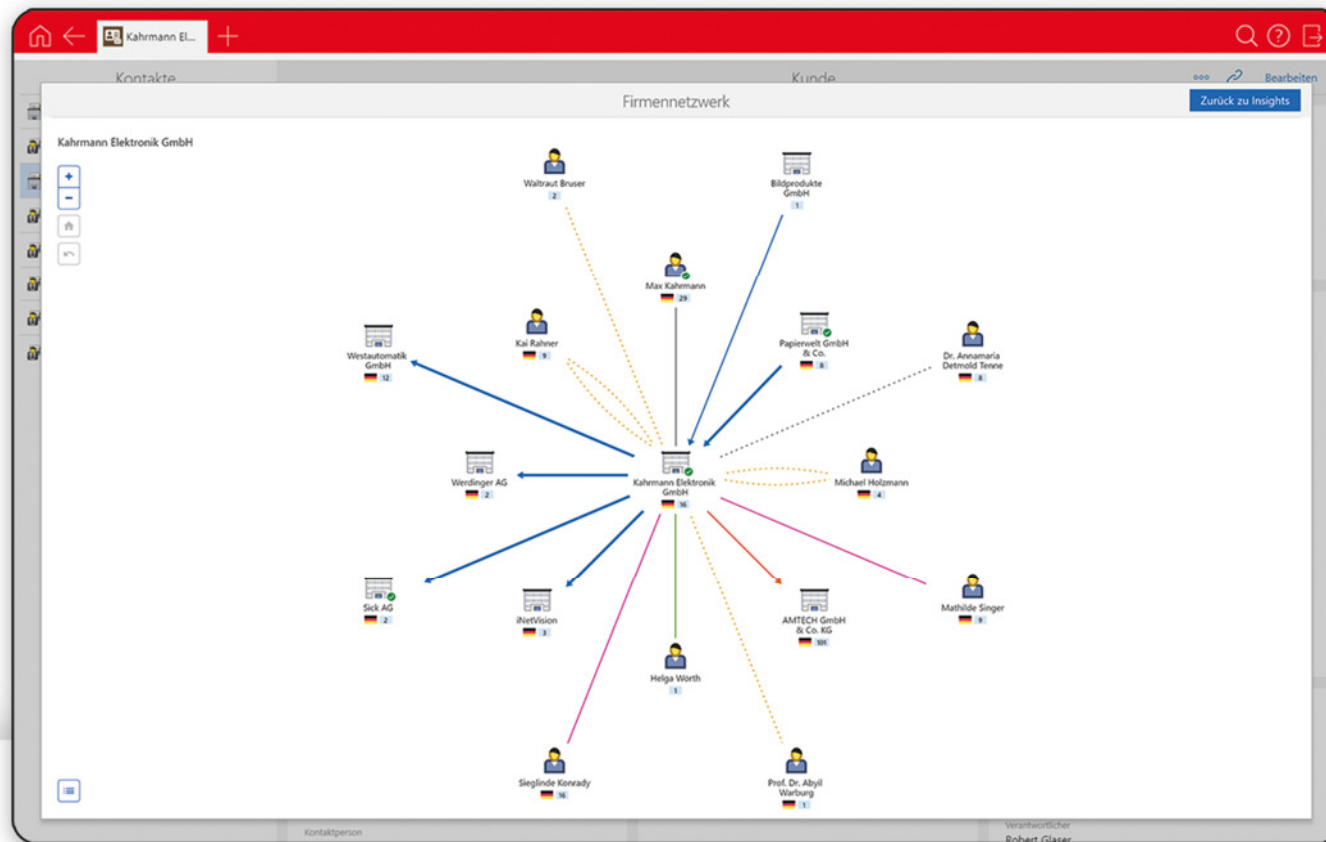 Kahrmann El...
Kontakte
Kunde
Bearbeiten
Firmennetzwerk
Zurück zu Insights
Kahrmann Elektronik GmbH
Waltraut Bruser
2
Bildprodukte
GmbH
1
Max Kahrmann
29
Kai Rahner
9
Westautomatik
GmbH
12
Papierwelt GmbH
& Co.
8
Dr. Annamaria
Detmold Tenne
8
Werdinger AG
2
Kahrmann Elektronik
GmbH
16
Michael Holzmann
4
Sick AG
2
iNetVision
3
AMTECH GmbH
& Co. KG
101
Mathilde Singer
9
Helga Worth
1
Sieglinde Konrady
16
Prof. Dr. Abyil
Warburg
1
Kontaktperson
Verantwortlicher
Robert Glaser